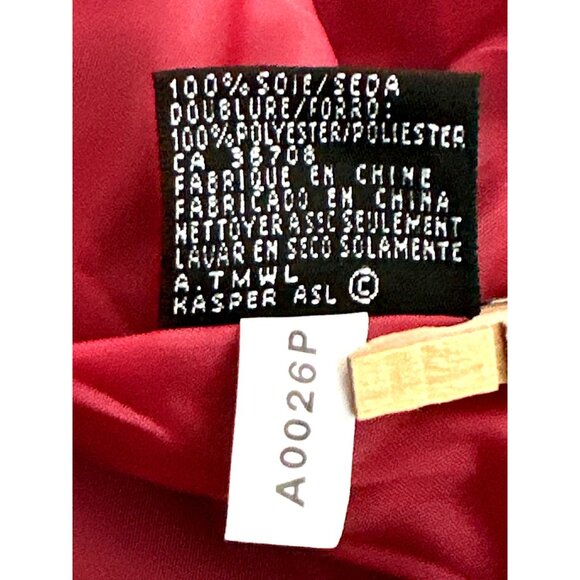 100% SOIE/SEDA
DOUBLURE/FORRO:
100%POLYESTER/POLIESTER
CA 36708
FABRIQUE EN CHINE
FABRICADO EN CHINA
NETTOYER A SEC SEULEMENT
LAVAR EN SECO SOLAMENTE
A.TMWL
KASPER ASL ©
A0026P